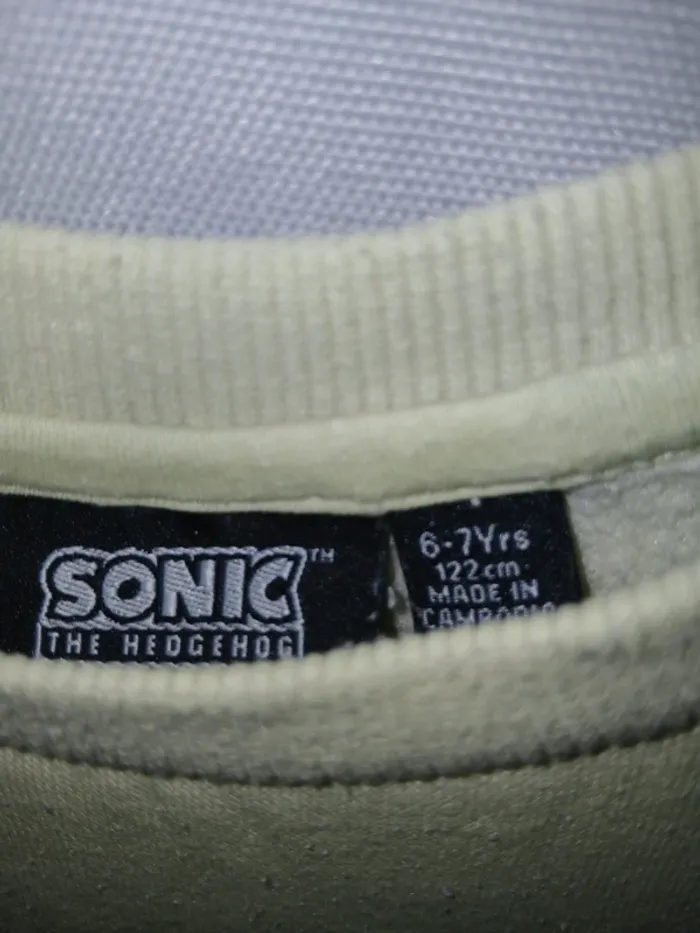 SONIC™
THE HEDGEHOG
6-7Yrs
122cm
MADE IN
CAMBODIA